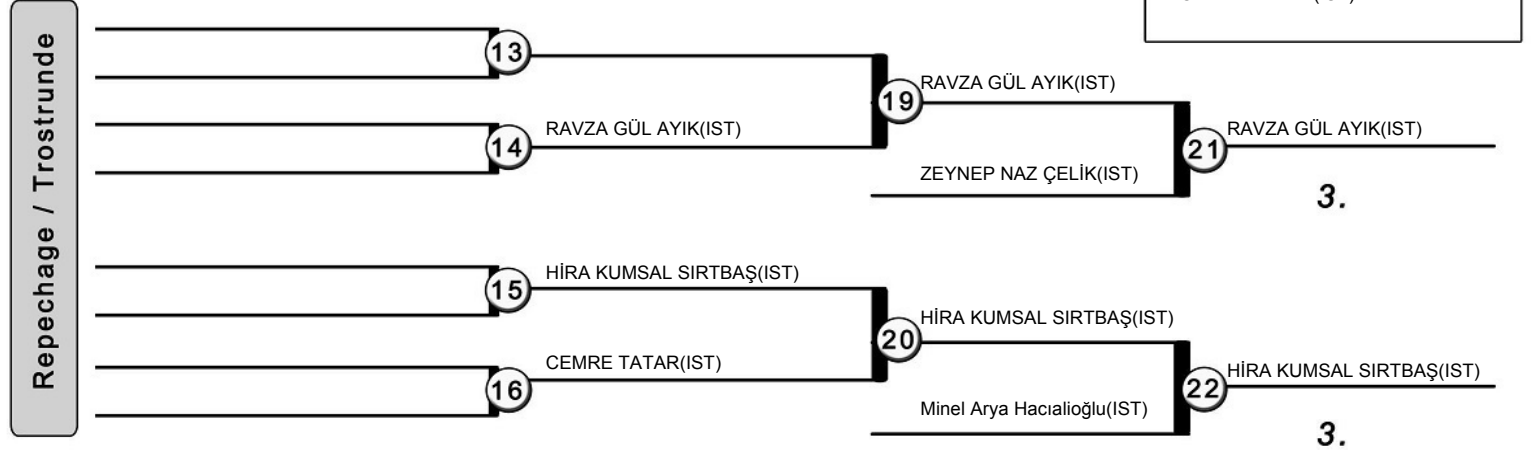 Repechage / Trostrunde
13
14
RAVZA GÜL AYIK(IST)
19
RAVZA GÜL AYIK(IST)
ZEYNEP NAZ ÇELİK(IST)
21
RAVZA GÜL AYIK(IST)
3.
15
HİRA KUMSAL SIRTBAŞ(IST)
16
CEMRE TATAR(IST)
20
HİRA KUMSAL SIRTBAŞ(IST)
Minel Arya Hacıalioğlu(IST)
22
HİRA KUMSAL SIRTBAŞ(IST)
3.